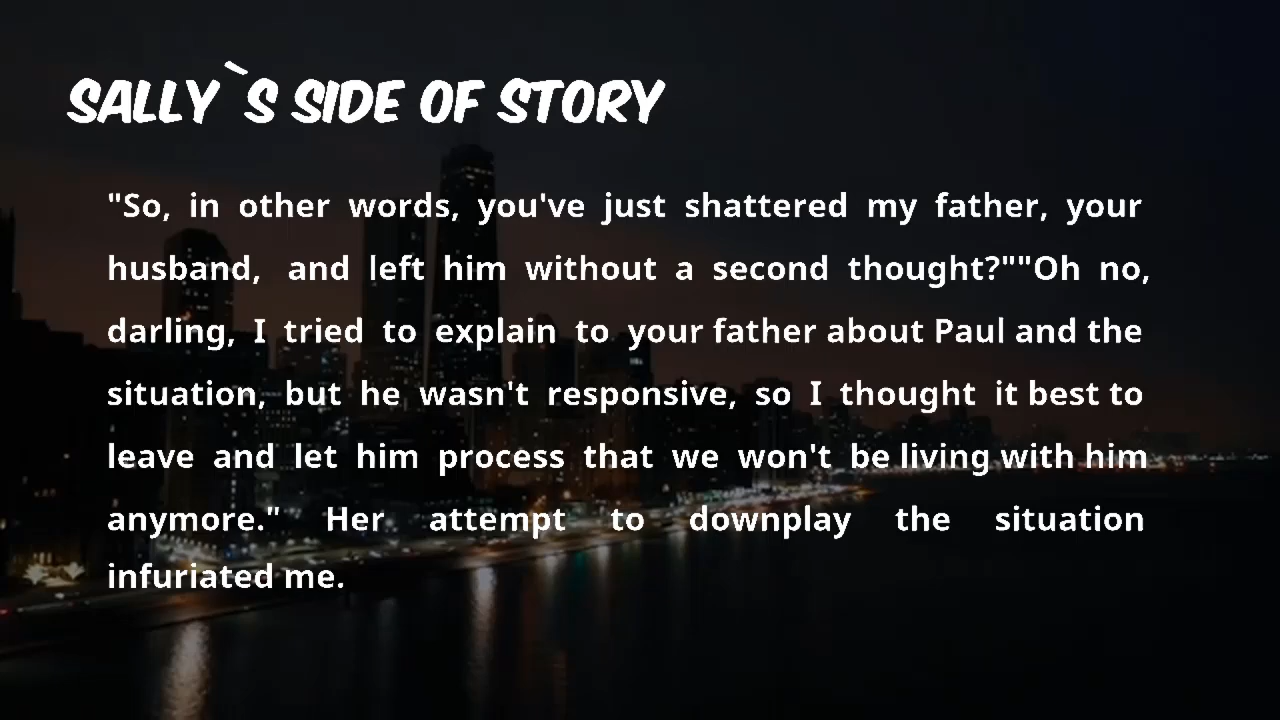 SALLY`S SIDE OF STORY
"So, in other words, you've just shattered my father, your
husband, and left him without a second thought?""Oh no,
darling, I tried to explain to your father about Paul and the
situation, but he wasn't responsive, so I thought it best to
leave and let him process that we won't be living with him
anymore." Her attempt to downplay the situation
infuriated me.